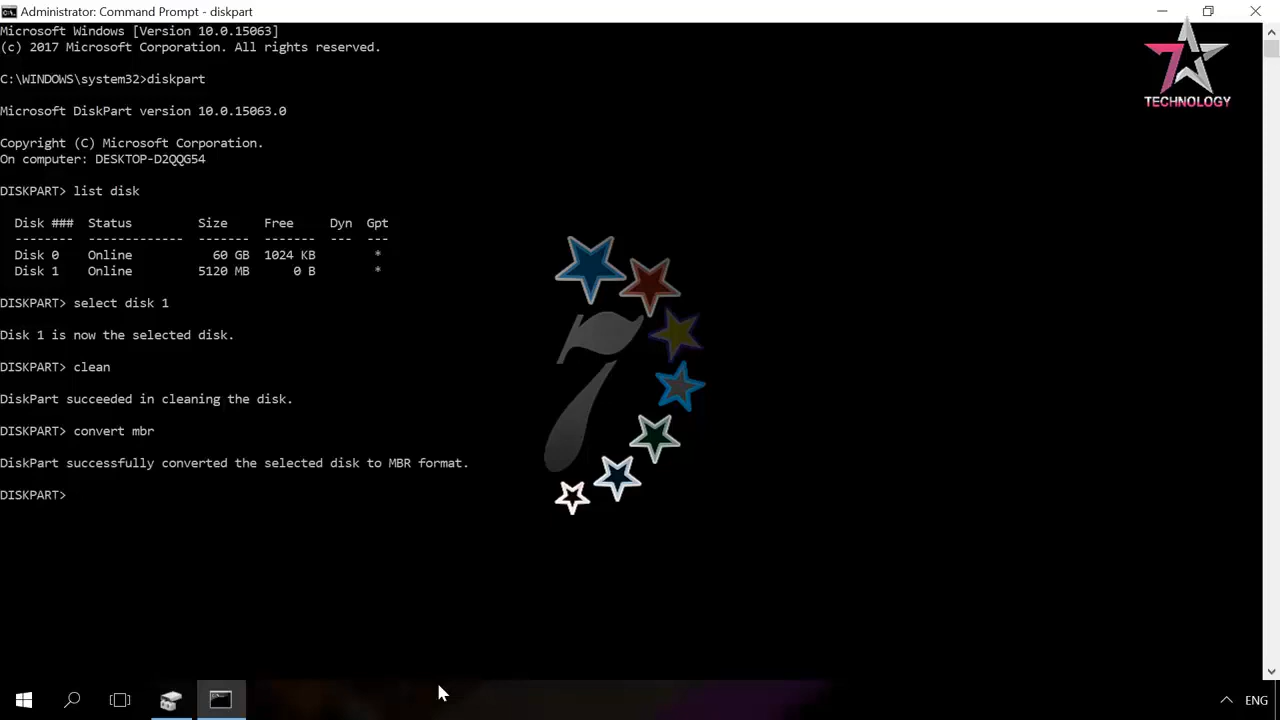 Administrator: Command Prompt - diskpart
Microsoft Windows [Version 10.0.15063]
(c) 2017 Microsoft Corporation. All rights reserved.
C:\WINDOWS\system32>diskpart
Microsoft DiskPart version 10.0.15063.0
Copyright (C) Microsoft Corporation.
On computer: DESKTOP-D2QQG54
DISKPART> list disk
Disk ### Status Size Free Dyn Gpt
-------- ------------- ------- ------- --- ---
Disk 0 Online 60 GB 1024 KB *
Disk 1 Online 5120 MB 0 B *
DISKPART> select disk 1
Disk 1 is now the selected disk.
DISKPART> clean
DiskPart succeeded in cleaning the disk.
DISKPART> convert mbr
DiskPart successfully converted the selected disk to MBR format.
DISKPART>
7
TECHNOLOGY
7
ENG